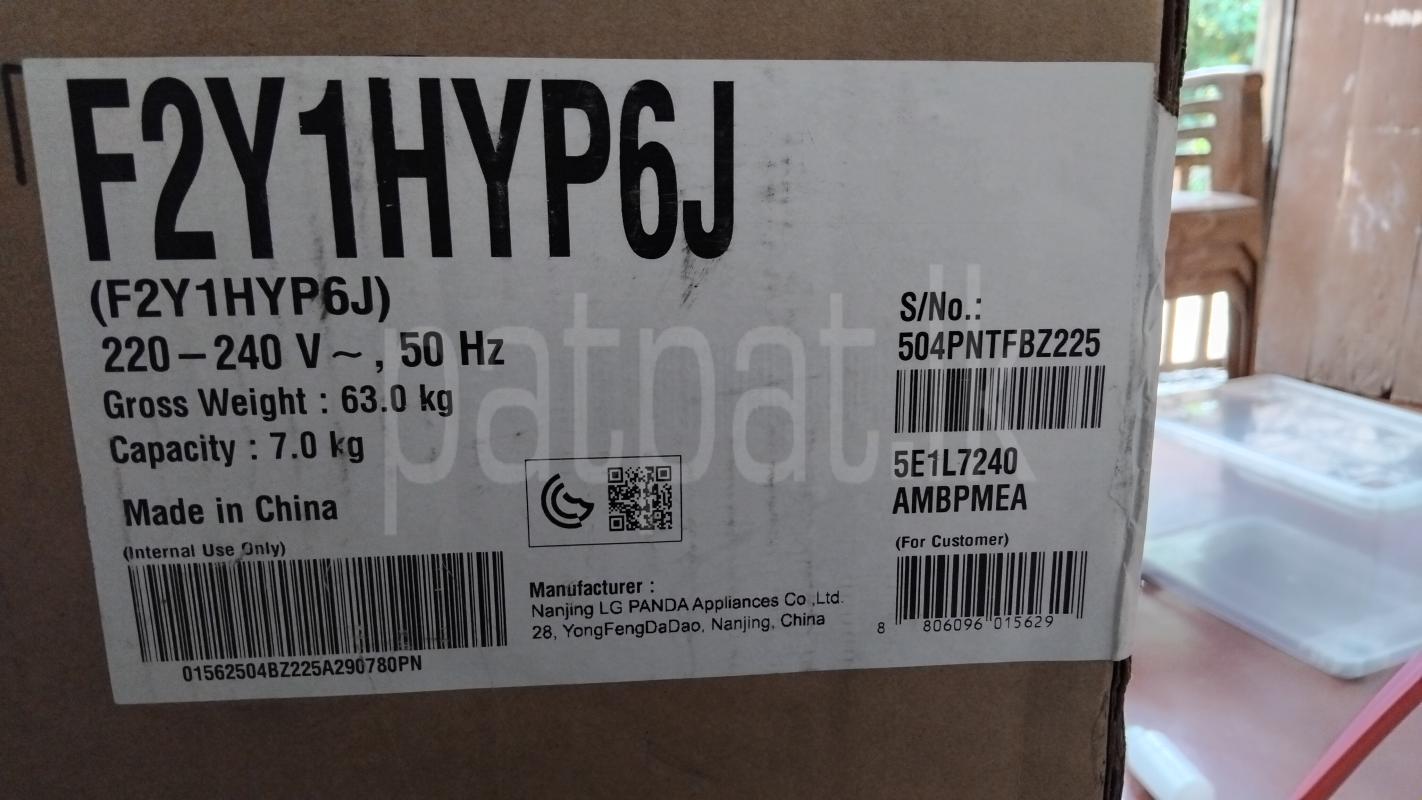 F2Y1HYP6J
(F2Y1HYP6J)
220–240 V ~ , 50 Hz
Gross Weight : 63.0 kg
Capacity : 7.0 kg
Made in China
(Internal Use Only)
01562504BZ225A290780PN
Manufacturer :
Nanjing LG PANDA Appliances Co ,Ltd.
28, YongFengDaDao, Nanjing, China
S/No.:
504PNTFBZ225
5E1L7240
AMBPMEA
(For Customer)
8 806096 015629
patpat.lk